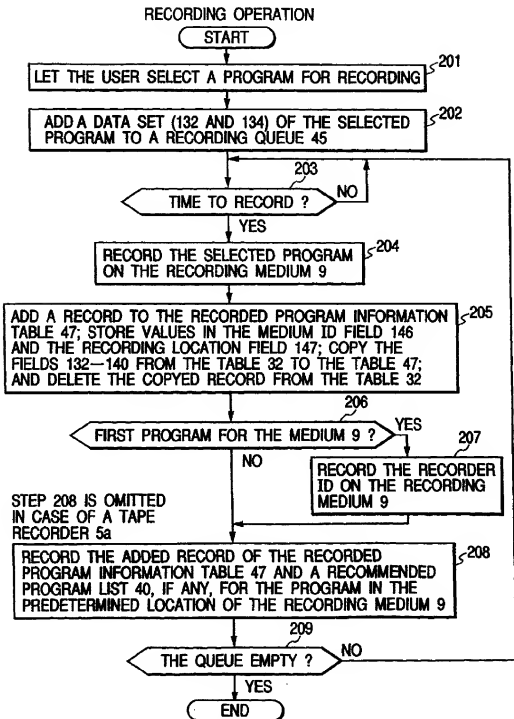 RECORDING OPERATION
START
201
LET THE USER SELECT A PROGRAM FOR RECORDING
202
ADD A DATA SET (132 AND 134) OF THE SELECTED
PROGRAM TO A RECORDING QUEUE 45
203
TIME TO RECORD ?
NO
YES
204
RECORD THE SELECTED PROGRAM
ON THE RECORDING MEDIUM 9
205
ADD A RECORD TO THE RECORDED PROGRAM INFORMATION
TABLE 47; STORE VALUES IN THE MEDIUM ID FIELD 146
AND THE RECORDING LOCATION FIELD 147; COPY THE
FIELDS 132—140 FROM THE TABLE 32 TO THE TABLE 47;
AND DELETE THE COPYED RECORD FROM THE TABLE 32
206
FIRST PROGRAM FOR THE MEDIUM 9 ?
YES
NO
207
RECORD THE RECORDER
ID ON THE RECORDING
MEDIUM 9
STEP 208 IS OMITTED
IN CASE OF A TAPE
RECORDER 5a
208
RECORD THE ADDED RECORD OF THE RECORDED
PROGRAM INFORMATION TABLE 47 AND A RECOMMENDED
PROGRAM LIST 40, IF ANY, FOR THE PROGRAM IN THE
PREDETERMINED LOCATION OF THE RECORDING MEDIUM 9
209
THE QUEUE EMPTY ?
NO
YES
END